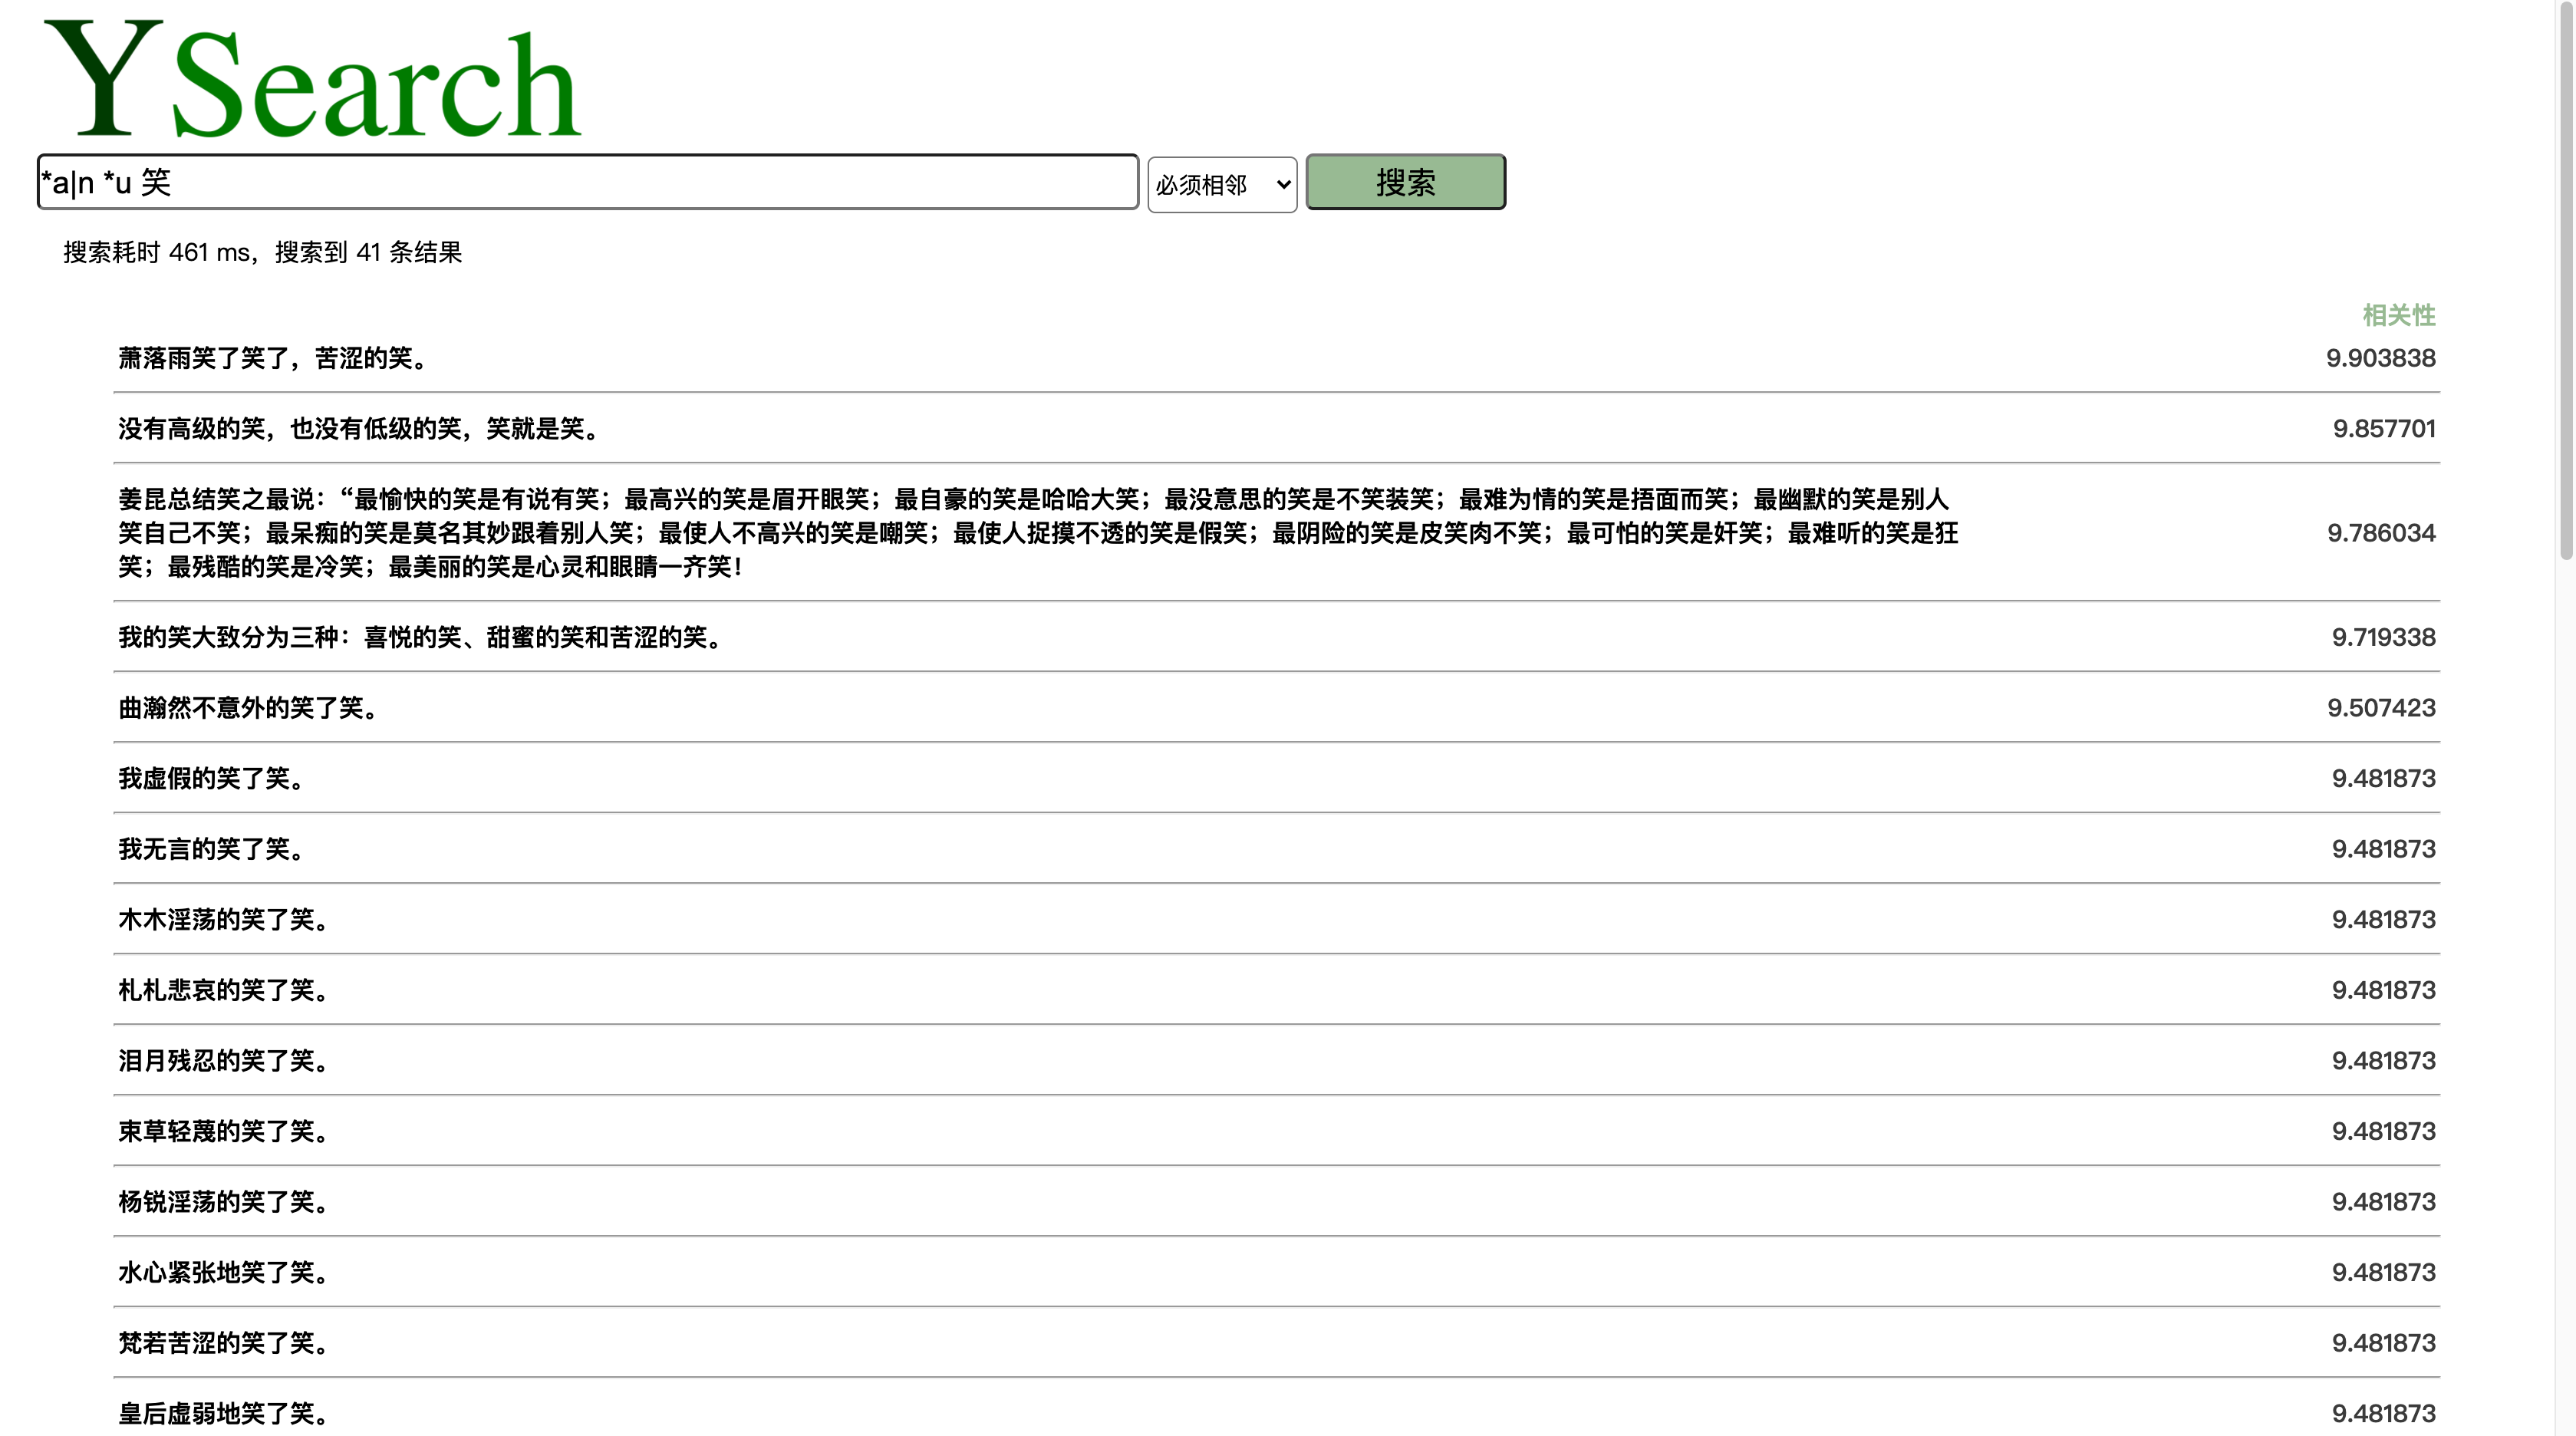 YSearch
*a|n *u 笑 必须相邻 搜索
搜索耗时 461 ms，搜索到 41 条结果
相关性
萧落雨笑了笑了，苦涩的笑。 9.903838
没有高级的笑，也没有低级的笑，笑就是笑。 9.857701
姜昆总结笑之最说：“最愉快的笑是有说有笑；最高兴的笑是眉开眼笑；最自豪的笑是哈哈大笑；最没意思的笑是不笑装笑；最难为情的笑是捂面而笑；最幽默的笑是别人
笑自己不笑；最呆痴的笑是莫名其妙跟着别人笑；最使人不高兴的笑是嘲笑；最使人捉摸不透的笑是假笑；最阴险的笑是皮笑肉不笑；最可怕的笑是奸笑；最难听的笑是狂 9.786034
笑；最残酷的笑是冷笑；最美丽的笑是心灵和眼睛一齐笑！
我的笑大致分为三种：喜悦的笑、甜蜜的笑和苦涩的笑。 9.719338
曲瀚然不意外的笑了笑。 9.507423
我虚假的笑了笑。 9.481873
我无言的笑了笑。 9.481873
木木淫荡的笑了笑。 9.481873
札札悲哀的笑了笑。 9.481873
泪月残忍的笑了笑。 9.481873
束草轻蔑的笑了笑。 9.481873
杨锐淫荡的笑了笑。 9.481873
水心紧张地笑了笑。 9.481873
梵若苦涩的笑了笑。 9.481873
皇后虚弱地笑了笑。 9.481873